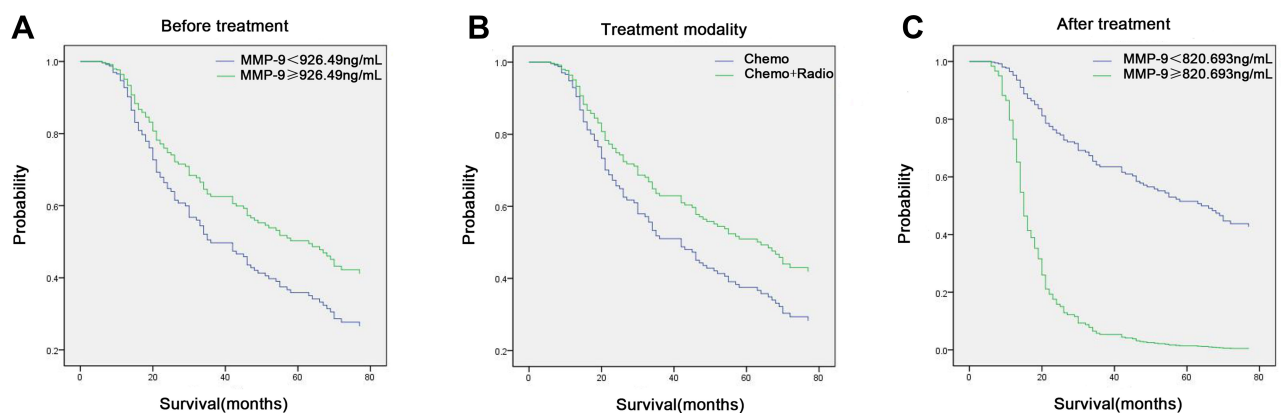 A
Before treatment
MMP-9<926.49ng/mL
MMP-9≥926.49ng/mL
1.0
0.8
0.6
0.4
0.2
0
20
40
60
80
Probability
Survival(months)
B
Treatment modality
Chemo
Chemo+Radio
1.0
0.8
0.6
0.4
0.2
0
20
40
60
80
Probability
Survival(months)
C
After treatment
MMP-9<820.693ng/mL
MMP-9≥820.693ng/mL
1.0
0.8
0.6
0.4
0.2
0.0
0
20
40
60
80
Probability
Survival(months)